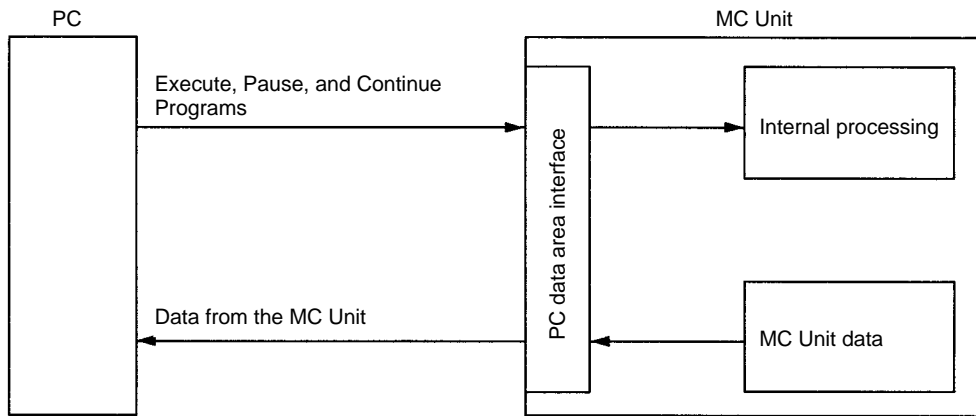 PC
MC Unit
Execute, Pause, and Continue
Programs
Internal processing
PC data area interface
Data from the MC Unit
MC Unit data